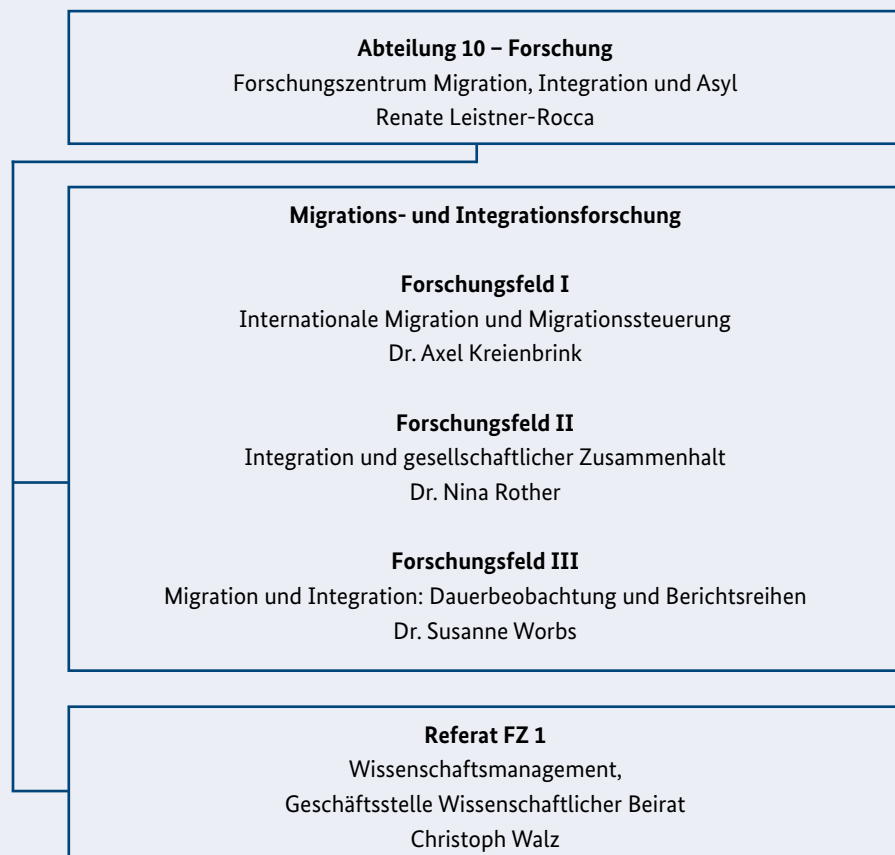 Abteilung 10 – Forschung
Forschungszentrum Migration, Integration und Asyl
Renate Leistner-Rocca
Migrations- und Integrationsforschung
Forschungsfeld I
Internationale Migration und Migrationssteuerung
Dr. Axel Kreienbrink
Forschungsfeld II
Integration und gesellschaftlicher Zusammenhalt
Dr. Nina Rother
Forschungsfeld III
Migration und Integration: Dauerbeobachtung und Berichtsreihen
Dr. Susanne Worbs
Referat FZ 1
Wissenschaftsmanagement,
Geschäftsstelle Wissenschaftlicher Beirat
Christoph Walz